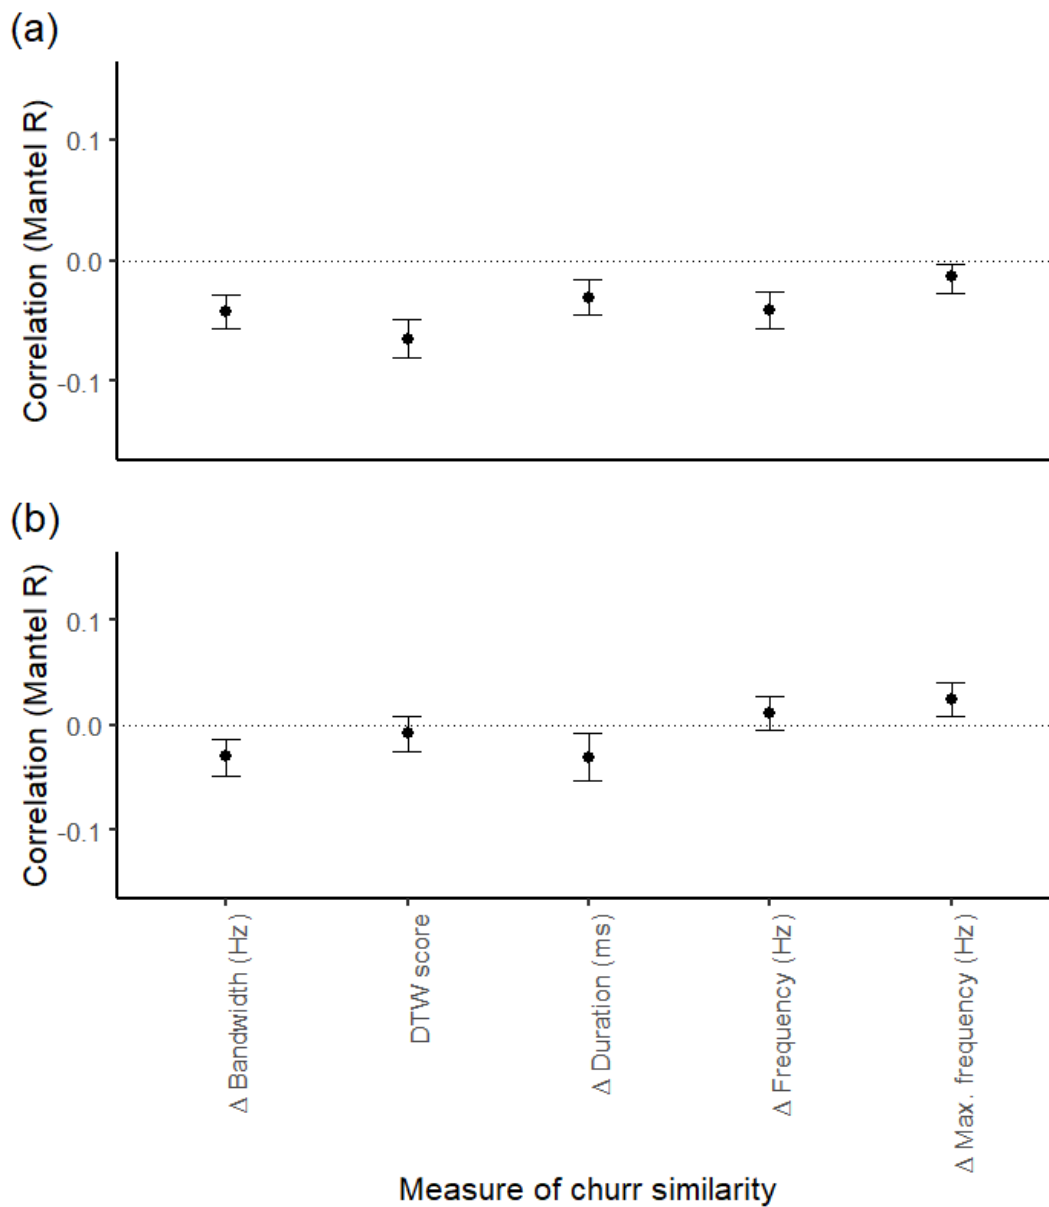 (a)
Correlation (Mantel R)
0.1
0.0
-0.1
(b)
Correlation (Mantel R)
0.1
0.0
-0.1
Δ Bandwidth (Hz)
DTW score
Δ Duration (ms)
Δ Frequency (Hz)
Δ Max. frequency (Hz)
Measure of churr similarity